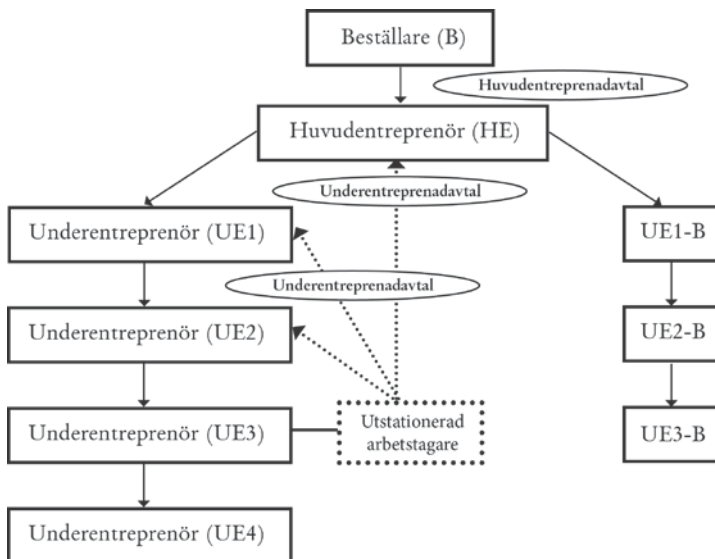 Beställare (B)
Huvudentreprenadavtal
Huvudentreprenör (HE)
Underentreprenadavtal
Underentreprenör (UE1)
UE1-B
Underentreprenadavtal
Underentreprenör (UE2)
UE2-B
Underentreprenör (UE3)
Utstationerad
arbetstagare
UE3-B
Underentreprenör (UE4)